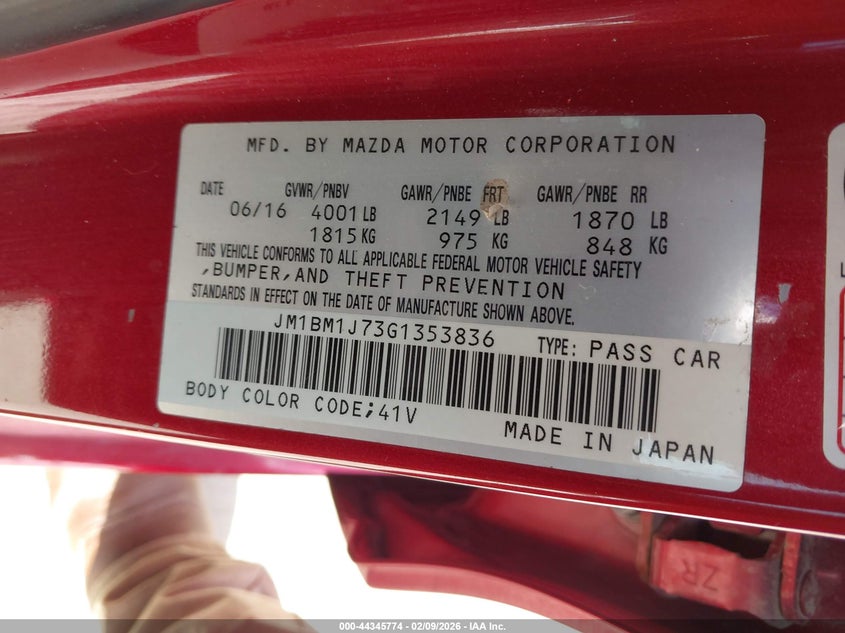 MFD. BY MAZDA MOTOR CORPORATION
DATE GVWR/PNBV GAWR/PNBE FRT GAWR/PNBE RR
06/16 4001 LB 2149 LB 1870 LB
1815 KG 975 KG 848 KG
THIS VEHICLE CONFORMS TO ALL APPLICABLE FEDERAL MOTOR VEHICLE SAFETY
,BUMPER,AND THEFT PREVENTION
STANDARDS IN EFFECT ON THE DATE OF MANUFACTURE SHOWN ABOVE.
JM1BM1J73G1353836 TYPE: PASS CAR
BODY COLOR CODE;41V
MADE IN JAPAN
ZR
000-44345774 - 02/09/2026 - IAA Inc.